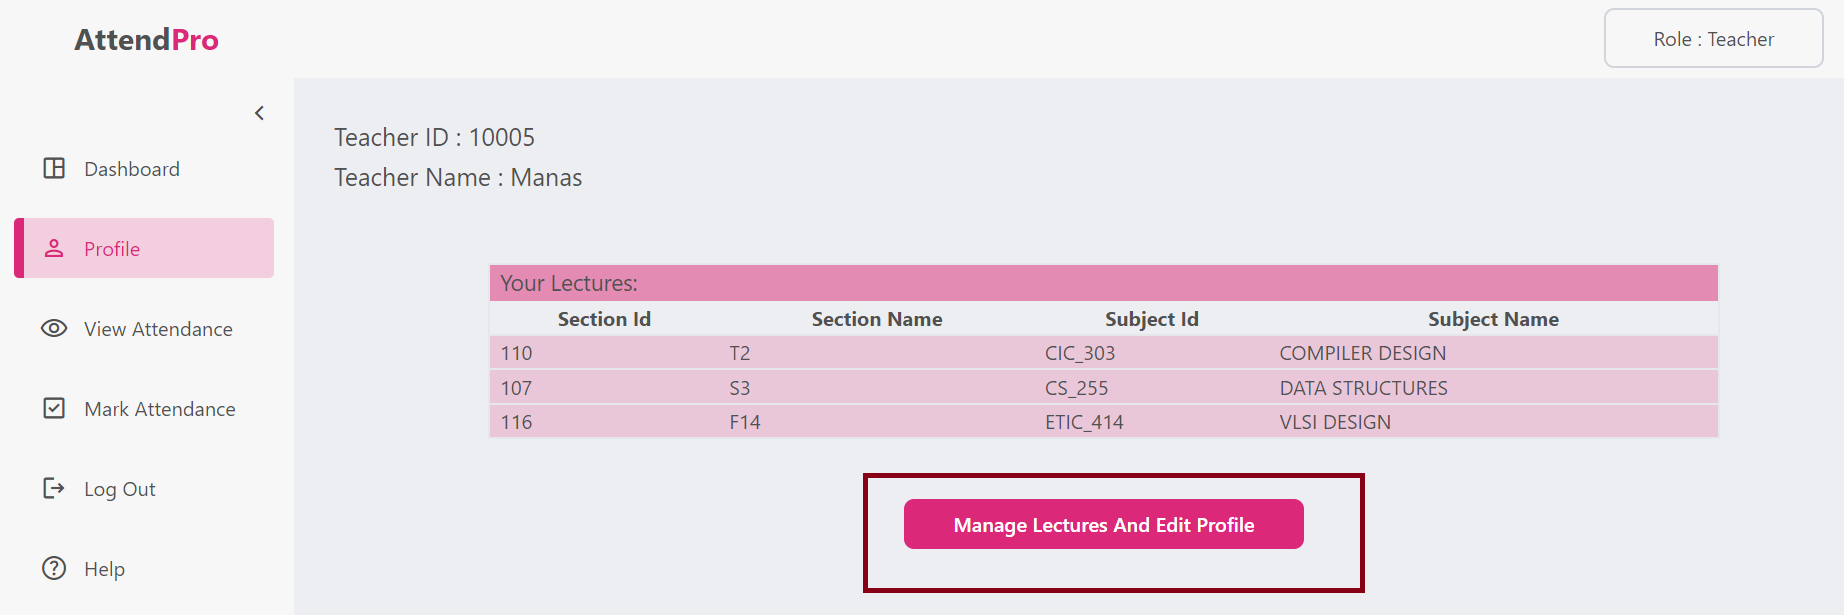 AttendPro
Role : Teacher
Dashboard
Profile
View Attendance
Mark Attendance
Log Out
Help
Teacher ID : 10005
Teacher Name : Manas
Your Lectures:
Section Id Section Name Subject Id Subject Name
110 T2 CIC_303 COMPILER DESIGN
107 S3 CS_255 DATA STRUCTURES
116 F14 ETIC_414 VLSI DESIGN
Manage Lectures And Edit Profile